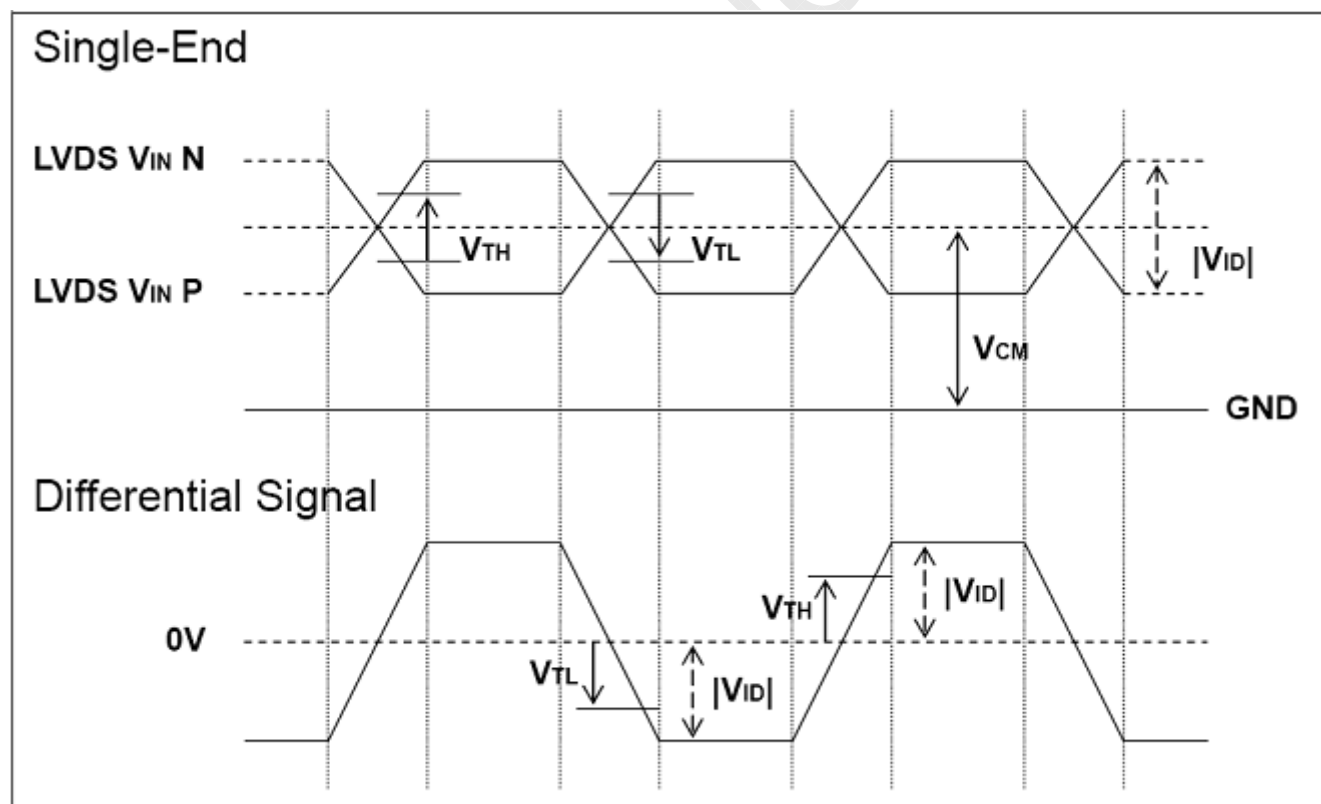 Single-End
LVDS VIN N
VTH
VTL
|VID|
LVDS VIN P
VCM
GND
Differential Signal
VTH
|VID|
0V
VTL
|VID|